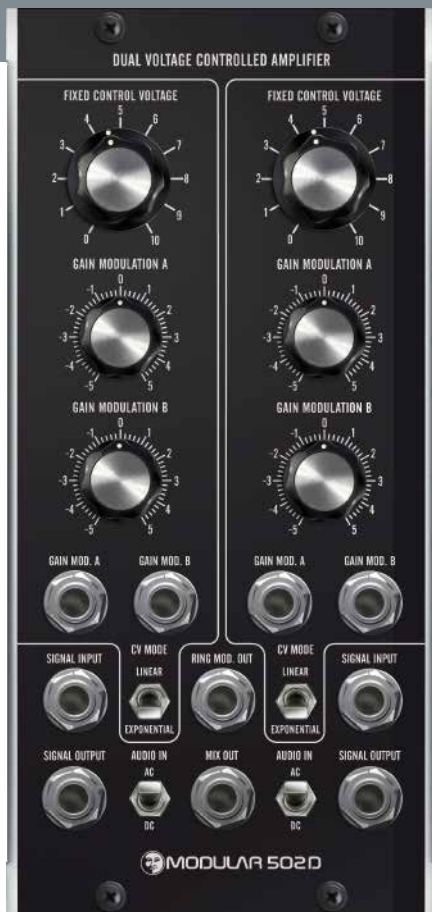 DUAL VOLTAGE CONTROLLED AMPLIFIER
FIXED CONTROL VOLTAGE FIXED CONTROL VOLTAGE
0 1 2 3 4 5 6 7 8 9 10 0 1 2 3 4 5 6 7 8 9 10
GAIN MODULATION A GAIN MODULATION A
-5 -4 -3 -2 -1 0 1 2 3 4 5 -5 -4 -3 -2 -1 0 1 2 3 4 5
GAIN MODULATION B GAIN MODULATION B
-5 -4 -3 -2 -1 0 1 2 3 4 5 -5 -4 -3 -2 -1 0 1 2 3 4 5
GAIN MOD. A GAIN MOD. B GAIN MOD. A GAIN MOD. B
SIGNAL INPUT CV MODE RING MOD. OUT CV MODE SIGNAL INPUT
LINEAR LINEAR
EXPONENTIAL EXPONENTIAL
SIGNAL OUTPUT AUDIO IN MIX OUT AUDIO IN SIGNAL OUTPUT
AC AC
DC DC
MODULAR 502D